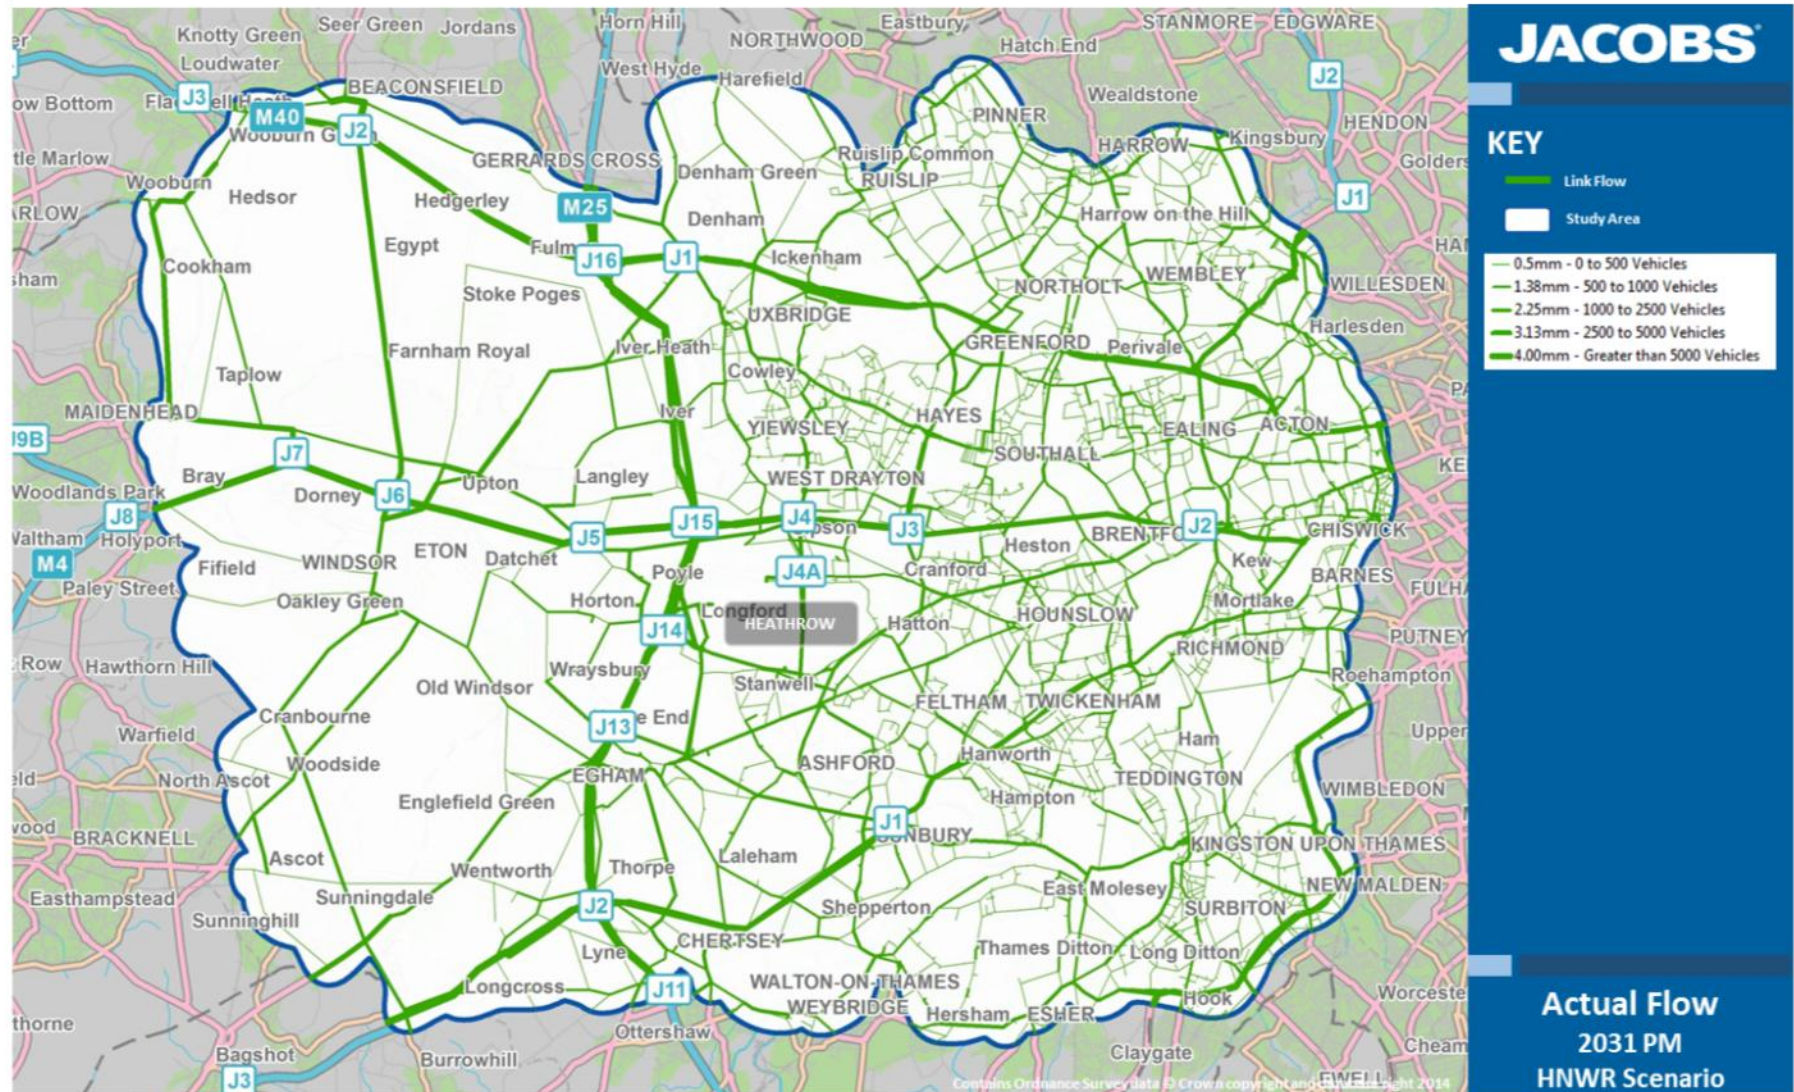 Seer Green
Jordans
Horn Hill
Eastbury
STANMORE
EDGWARE
Knotty Green
NORTHWOOD
Hatch End
Loudwater
West Hyde
Harefield
J2
BEACONSFIELD
Wealdstone
J3
M40
PINNER
HENDON
J2
Wooburn
HARROW
Kingsbury
GERRARDS CROSS
Ruislip Common
Denham Green
RUISLIP
Wooburn
Hedsor
Hedgerley
M25
Denham
Harrow on the Hill
J1
Egypt
J16
J1
Ickenham
Cookham
WEMBLEY
Stoke Poges
NORTHOLT
WILLESDEN
UXBRIDGE
Harlesden
Farnham Royal
Iver Heath
GREENFORD
Perivale
Taplow
Cowley
MAIDENHEAD
Iver
HAYES
YIEWSLEY
EALING
ACTON
J9B
J7
SOUTHALL
Bray
Upton
Langley
WEST DRAYTON
Woodlands Park
Dorney
J6
J8
J15
J4
J3
BRENTFO
J2
CHISWICK
J5
Holyport
ETON
Datchet
Heston
M4
WINDSOR
Kew
Fifield
Poyle
J4A
Cranford
BARNES
Paley Street
Oakley Green
Horton
Longford
HEATHROW
Hatton
HOUNSLOW
Mortlake
J14
PUTNEY
Row
Hawthorn Hill
Wraysbury
RICHMOND
Old Windsor
Stanwell
Roehampton
FELTHAM
TWICKENHAM
Cranbourne
J13
e End
Warfield
Ham
Upper
Woodside
Hanworth
North Ascot
EGHAM
ASHFORD
TEDDINGTON
Englefield Green
Hampton
WIMBLEDON
J1
BRACKNELL
SUNBURY
KINGSTON UPON THAMES
Ascot
Wentworth
Thorpe
Laleham
Easthampstead
Sunningdale
East Molesey
NEW MALDEN
J2
Sunninghill
Shepperton
SURBITON
Lyne
CHERTSEY
Thames Ditton
Long Ditton
Longcross
J11
WALTON-ON-THAMES
WEYBRIDGE
Hook
Hersham
ESHER
Ottershaw
Bagshot
Burrowhill
Claygate
Cheam
J3
EWELL
JACOBS
KEY
Link Flow
Study Area
0.5mm - 0 to 500 Vehicles
1.38mm - 500 to 1000 Vehicles
2.25mm - 1000 to 2500 Vehicles
3.13mm - 2500 to 5000 Vehicles
4.00mm - Greater than 5000 Vehicles
Actual Flow
2031 PM
HNWR Scenario